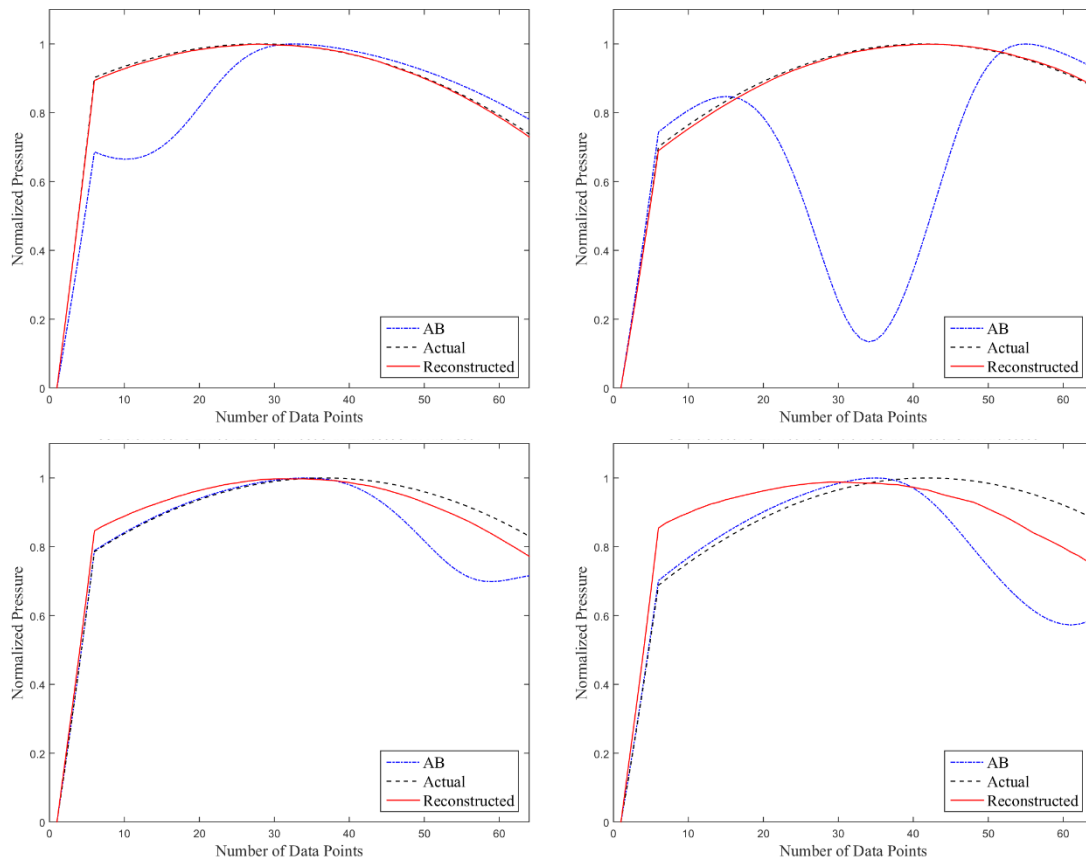 Normalized Pressure
1
0.8
0.6
0.4
0.2
0
AB
Actual
Reconstructed
0 10 20 30 40 50 60
Number of Data Points
Normalized Pressure
1
0.8
0.6
0.4
0.2
0
AB
Actual
Reconstructed
0 10 20 30 40 50 60
Number of Data Points
Normalized Pressure
1
0.8
0.6
0.4
0.2
0
AB
Actual
Reconstructed
0 10 20 30 40 50 60
Number of Data Points
Normalized Pressure
1
0.8
0.6
0.4
0.2
0
AB
Actual
Reconstructed
0 10 20 30 40 50 60
Number of Data Points